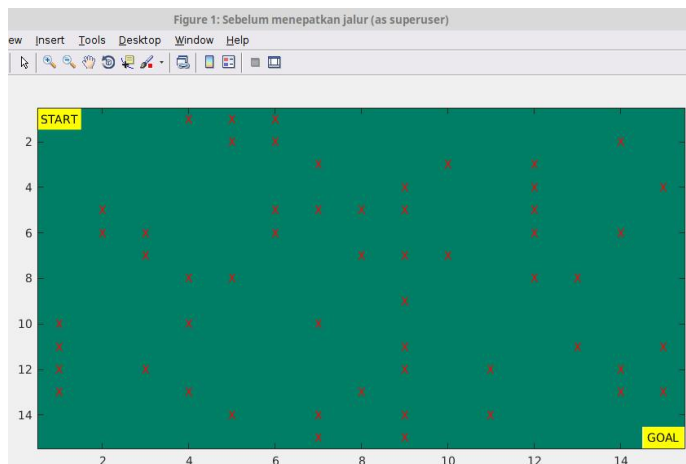 Figure 1: Sebelum menepatkan jalur (as superuser)
ew Insert Tools Desktop Window Help
START X X X
2 X X X
X X X
4 X X X
X X X X X X
6 X X X X X
X X X X
8 X X X X
X
10 X X X
X X X X
12 X X X X X
X X X X X
14 X X X X
X X GOAL
2 4 6 8 10 12 14